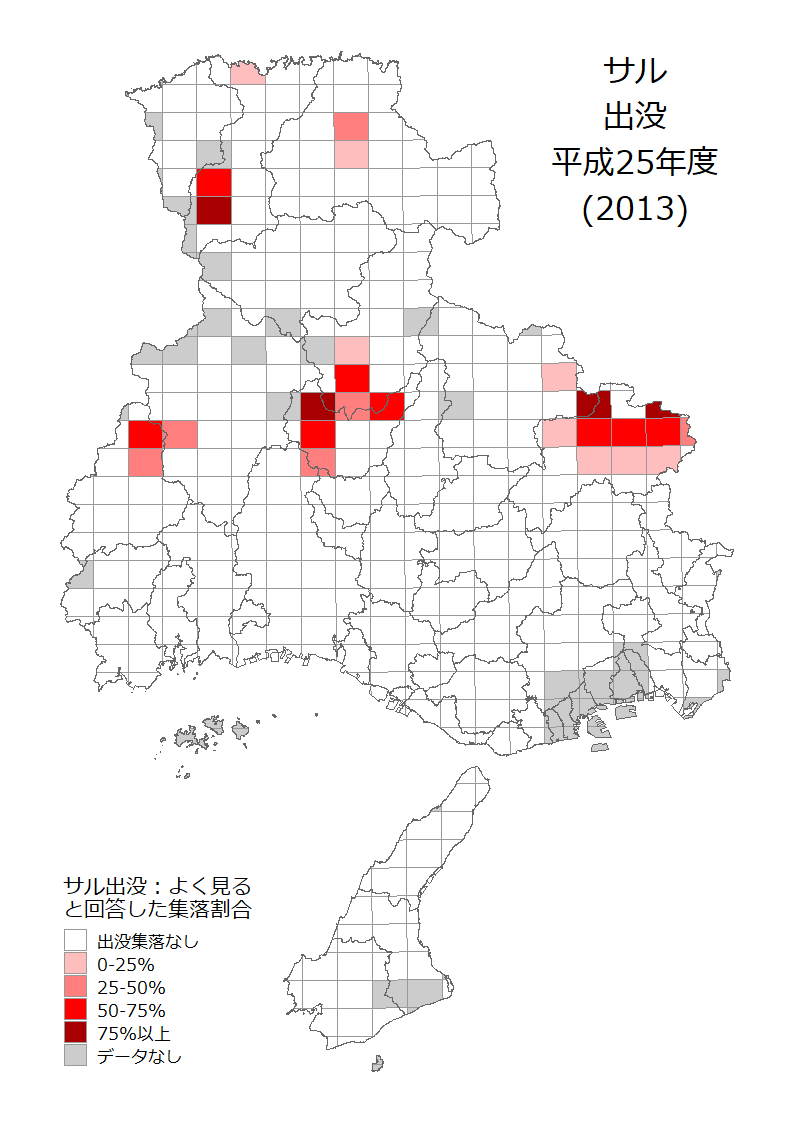 サル
出没
平成25年度
(2013)
サル出没：よく見る
と回答した集落割合
出没集落なし
0-25%
25-50%
50-75%
75%以上
データなし